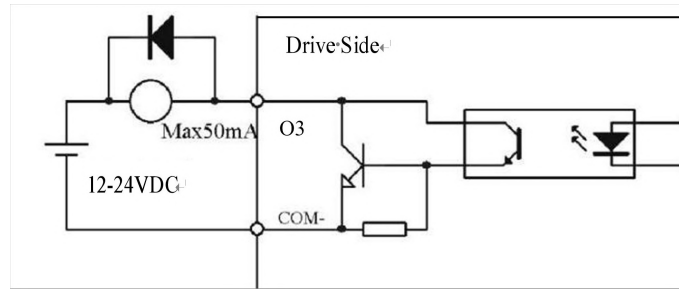 Drive Side
Max50mA
O3
12-24VDC
COM-